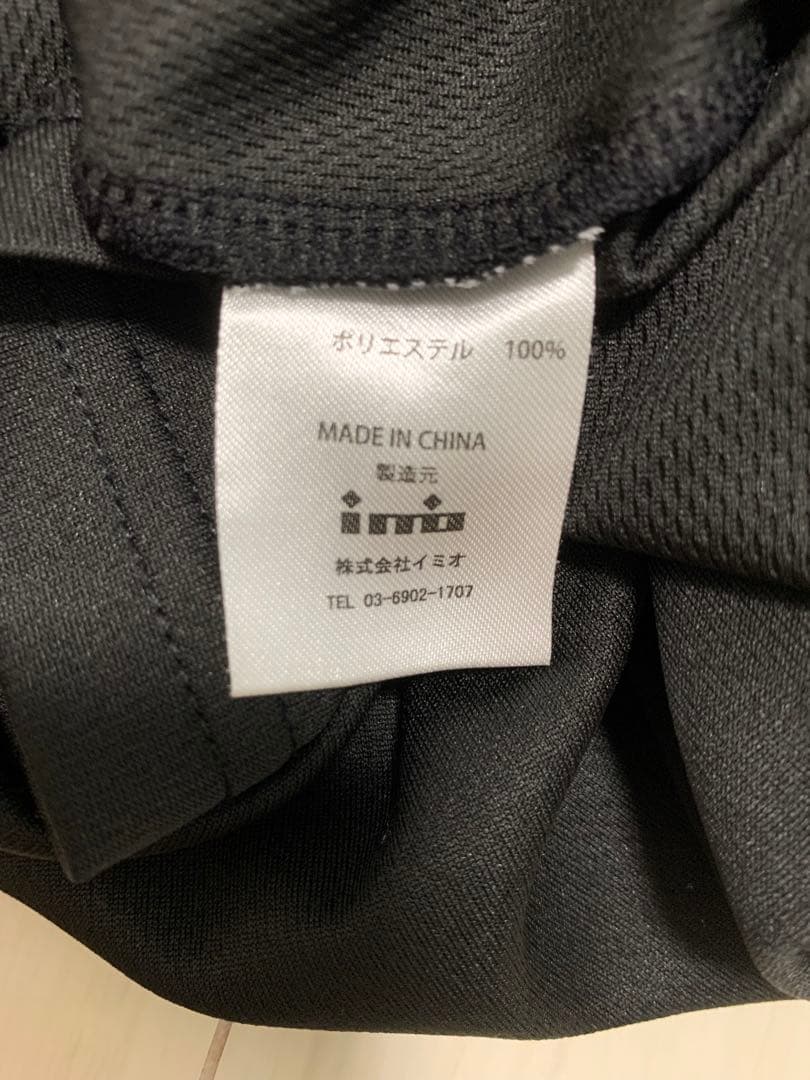 ポリエステル 100%
MADE IN CHINA
製造元
imio
株式会社イミオ
TEL 03-6902-1707